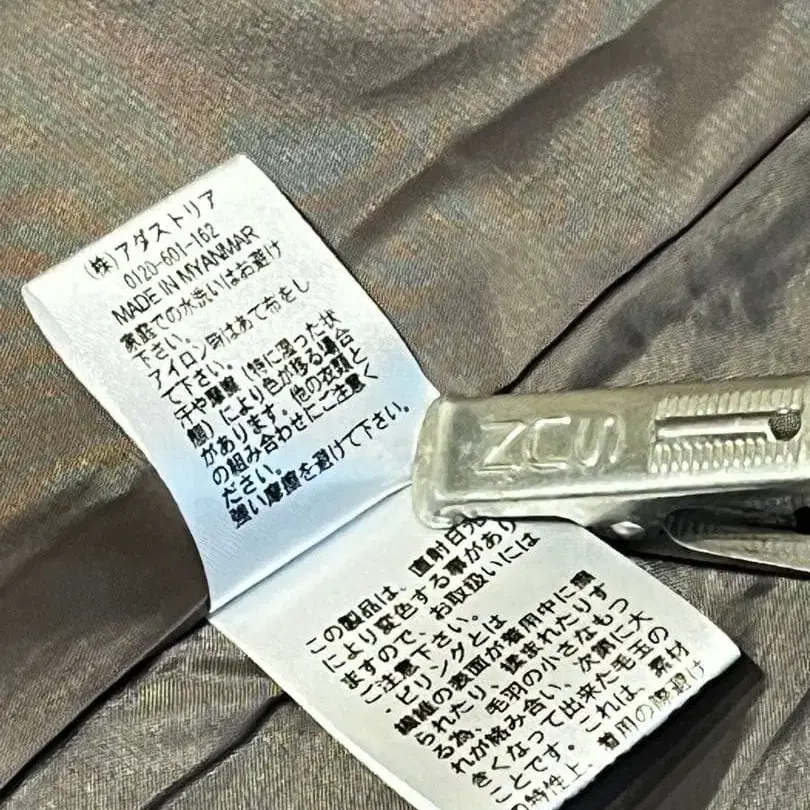 (株)アダストリア
0120-601-162
MADE IN MYANMAR
家庭での水洗いはお避け
下さい。
アイロン時はあて布をし
て下さい。
汗や摩擦(特に湿った状
態)により色が移る場合
があります。他の衣類と
の組み合わせにご注意く
ださい。
強い摩擦を避けて下さい。
NCS
この製品は、直射日光
により変色する事があり
ますので、お取扱いには
ご注意下さい。
・ピリングとは
繊維の表面が着用中に擦
られたり、揉まれたりす
る為、毛羽の小さなもつ
れが絡み合い、次第に大
きくなって出来た毛玉の
ことです。これは、素材
の特性上、着用の際避け